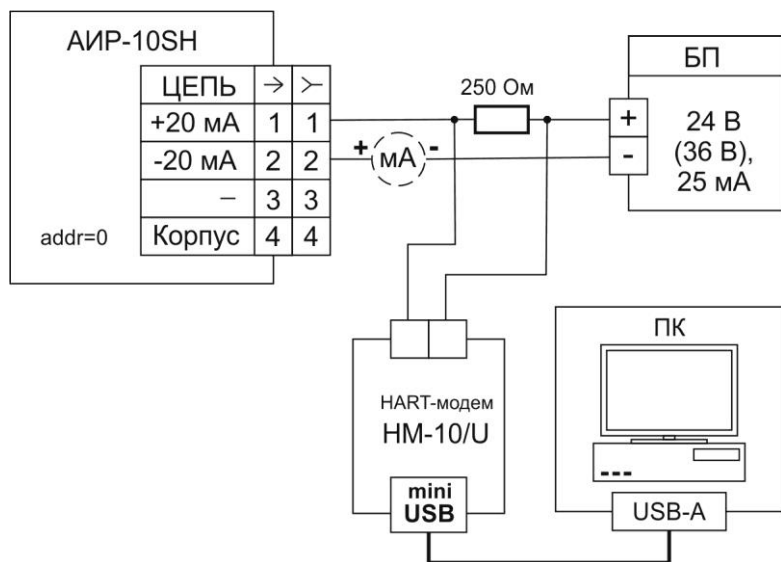 АИР-10SH
ЦЕПЬ
+20 мА 1 1
-20 мА 2 2
– 3 3
Корпус 4 4
addr=0
250 Ом
+ мА -
БП
+
-
24 В
(36 В),
25 мА
HART-модем
HM-10/U
mini
USB
ПК
USB-A